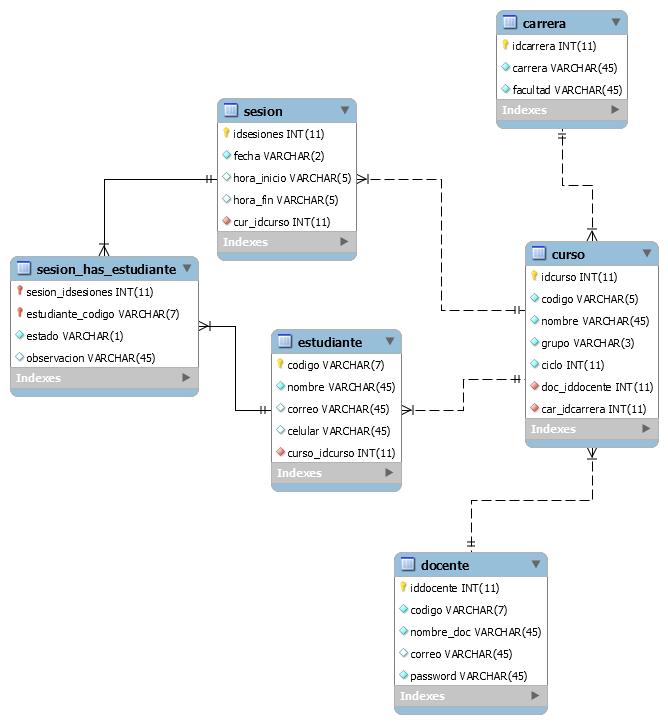 carrera
idcarrera INT(11)
carrera VARCHAR(45)
facultad VARCHAR(45)
Indexes
sesion
idsesiones INT(11)
fecha VARCHAR(2)
hora_inicio VARCHAR(5)
hora_fin VARCHAR(5)
cur_idcurso INT(11)
Indexes
curso
idcurso INT(11)
codigo VARCHAR(5)
nombre VARCHAR(45)
grupo VARCHAR(3)
ciclo INT(11)
doc_iddocente INT(11)
car_idcarrera INT(11)
Indexes
sesion_has_estudiante
sesion_idsesiones INT(11)
estudiante_codigo VARCHAR(7)
estado VARCHAR(1)
observacion VARCHAR(45)
Indexes
estudiante
codigo VARCHAR(7)
nombre VARCHAR(45)
correo VARCHAR(45)
celular VARCHAR(45)
curso_idcurso INT(11)
Indexes
docente
iddocente INT(11)
codigo VARCHAR(7)
nombre_doc VARCHAR(45)
correo VARCHAR(45)
password VARCHAR(45)
Indexes